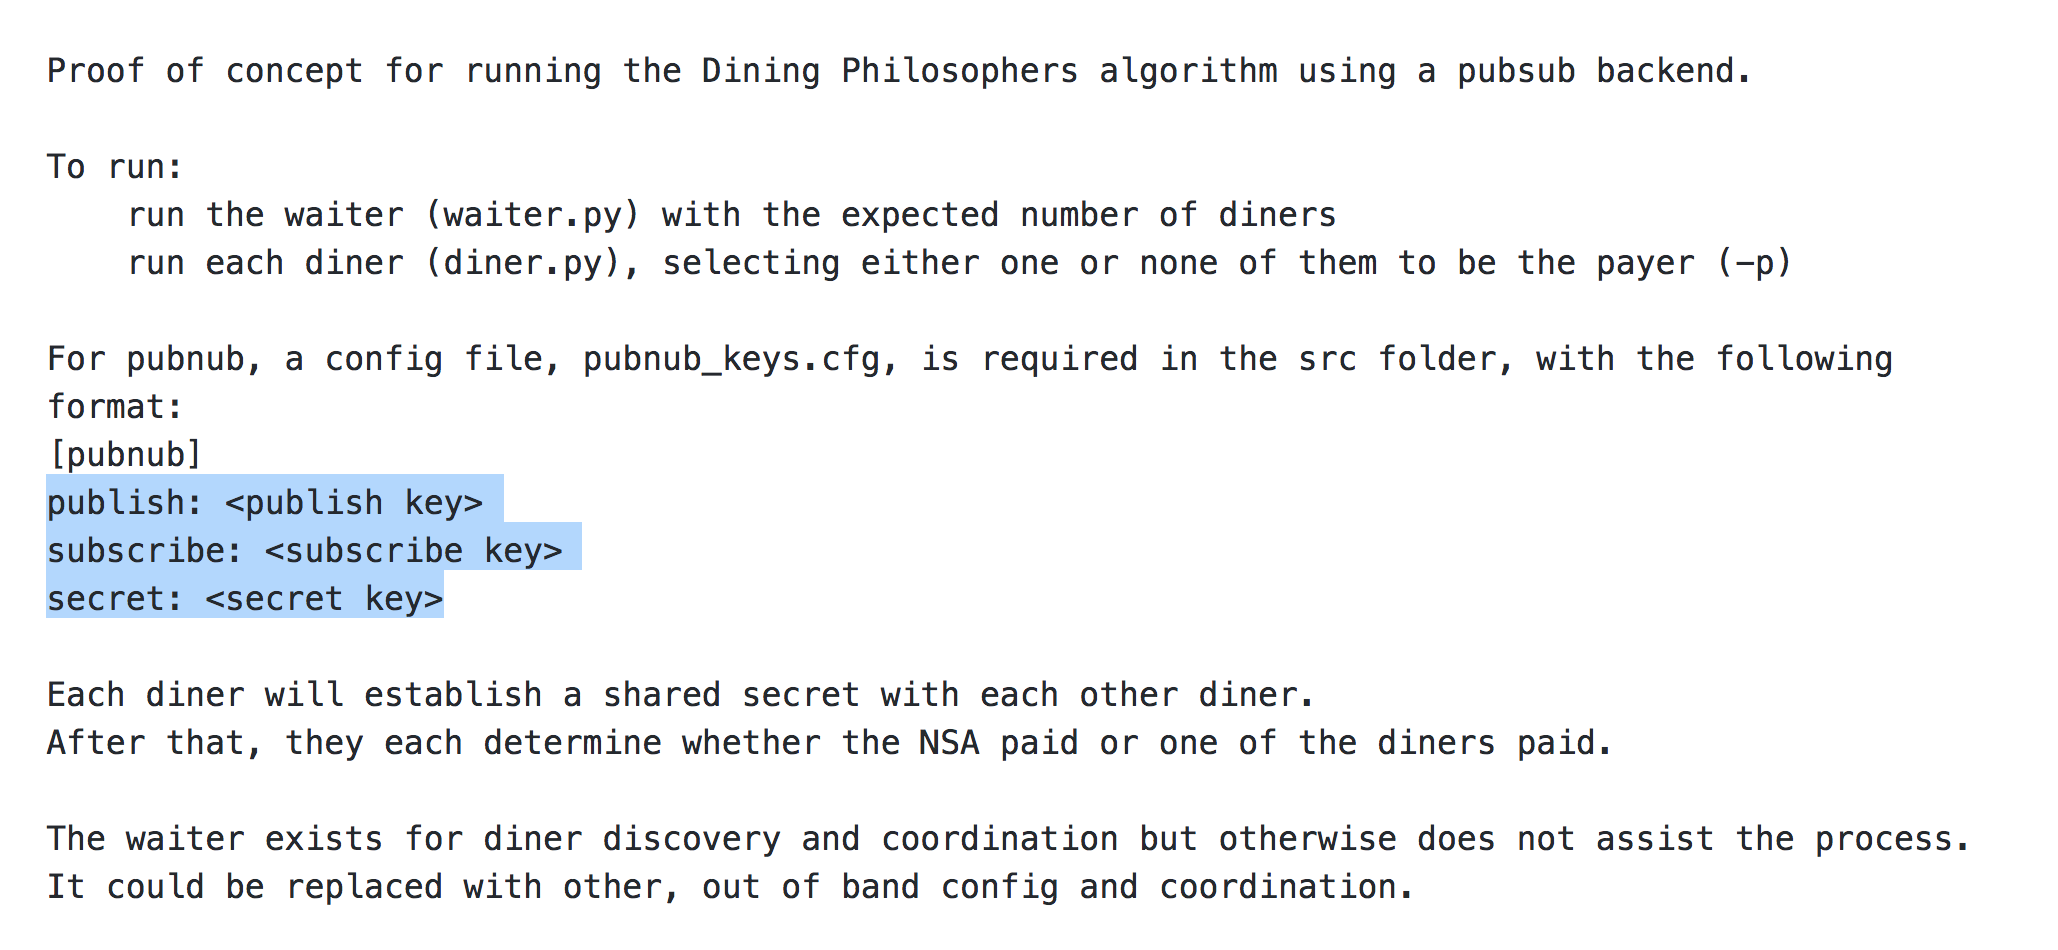 Proof of concept for running the Dining Philosophers algorithm using a pubsub backend.
To run:
run the waiter (waiter.py) with the expected number of diners
run each diner (diner.py), selecting either one or none of them to be the payer (-p)
For pubnub, a config file, pubnub_keys.cfg, is required in the src folder, with the following
format:
[pubnub]
publish: <publish key>
subscribe: <subscribe key>
secret: <secret key>
Each diner will establish a shared secret with each other diner.
After that, they each determine whether the NSA paid or one of the diners paid.
The waiter exists for diner discovery and coordination but otherwise does not assist the process.
It could be replaced with other, out of band config and coordination.